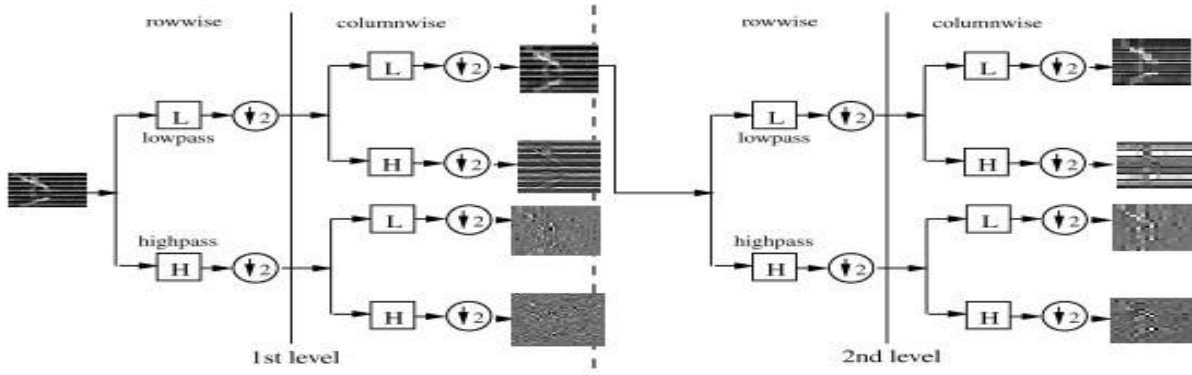 rowwise columnwise rowwise columnwise
L ↓2 L ↓2
L ↓2 L ↓2
lowpass lowpass
H ↓2 H ↓2
L ↓2 L ↓2
highpass highpass
H ↓2 H ↓2
H ↓2 H ↓2
1st level 2nd level